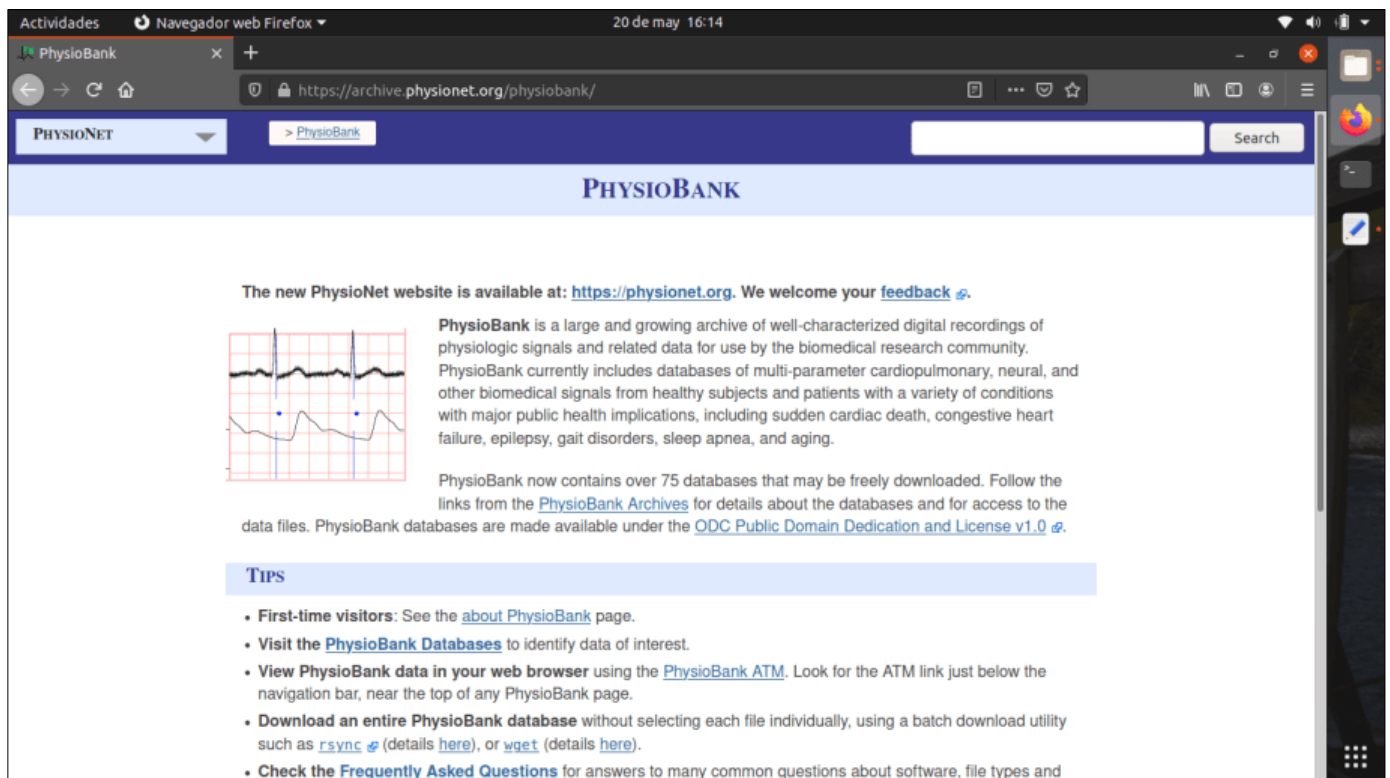 Actividades Navegador web Firefox 20 de may 16:14
PhysioBank
https://archive.physionet.org/physiobank/
PHYSIONET > PhysioBank Search
PHYSIOBANK
The new PhysioNet website is available at: https://physionet.org. We welcome your feedback.
PhysioBank is a large and growing archive of well-characterized digital recordings of
physiologic signals and related data for use by the biomedical research community.
PhysioBank currently includes databases of multi-parameter cardiopulmonary, neural, and
other biomedical signals from healthy subjects and patients with a variety of conditions
with major public health implications, including sudden cardiac death, congestive heart
failure, epilepsy, gait disorders, sleep apnea, and aging.
PhysioBank now contains over 75 databases that may be freely downloaded. Follow the
links from the PhysioBank Archives for details about the databases and for access to the
data files. PhysioBank databases are made available under the ODC Public Domain Dedication and License v1.0.
TIPS
• First-time visitors: See the about PhysioBank page.
• Visit the PhysioBank Databases to identify data of interest.
• View PhysioBank data in your web browser using the PhysioBank ATM. Look for the ATM link just below the
navigation bar, near the top of any PhysioBank page.
• Download an entire PhysioBank database without selecting each file individually, using a batch download utility
such as rsync (details here), or wget (details here).
• Check the Frequently Asked Questions for answers to many common questions about software, file types and